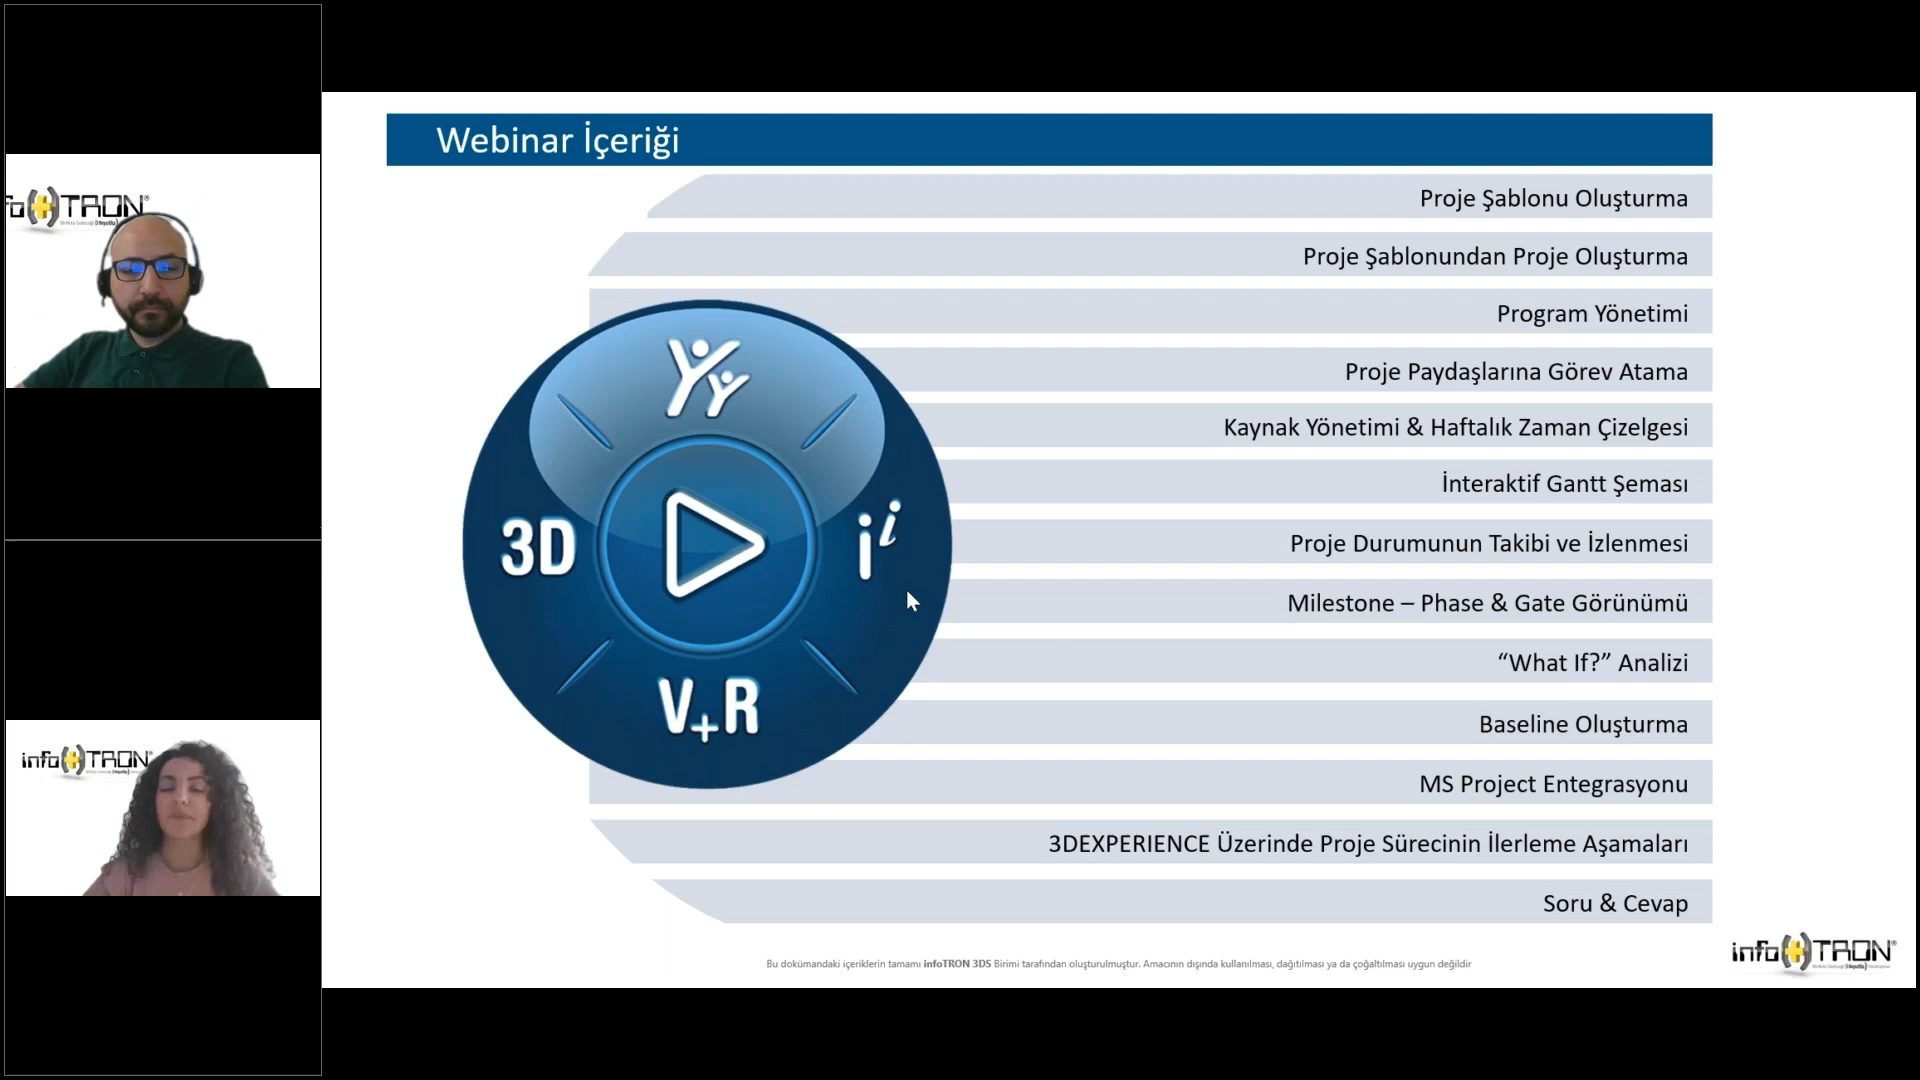 Webinar İçeriği
Proje Şablonu Oluşturma
Proje Şablonundan Proje Oluşturma
Program Yönetimi
Proje Paydaşlarına Görev Atama
Kaynak Yönetimi & Haftalık Zaman Çizelgesi
İnteraktif Gantt Şeması
Proje Durumunun Takibi ve İzlenmesi
Milestone – Phase & Gate Görünümü
“What If?” Analizi
Baseline Oluşturma
MS Project Entegrasyonu
3DEXPERIENCE Üzerinde Proje Sürecinin İlerleme Aşamaları
Soru & Cevap
3D
i i
V+R
Bu dokümandaki içeriklerin tamamı infoTRON 3DS Birimi tarafından oluşturulmuştur. Amacının dışında kullanılması, dağıtılması ya da çoğaltılması uygun değildir
infoTRON®
fo TRON®
infoTRON®